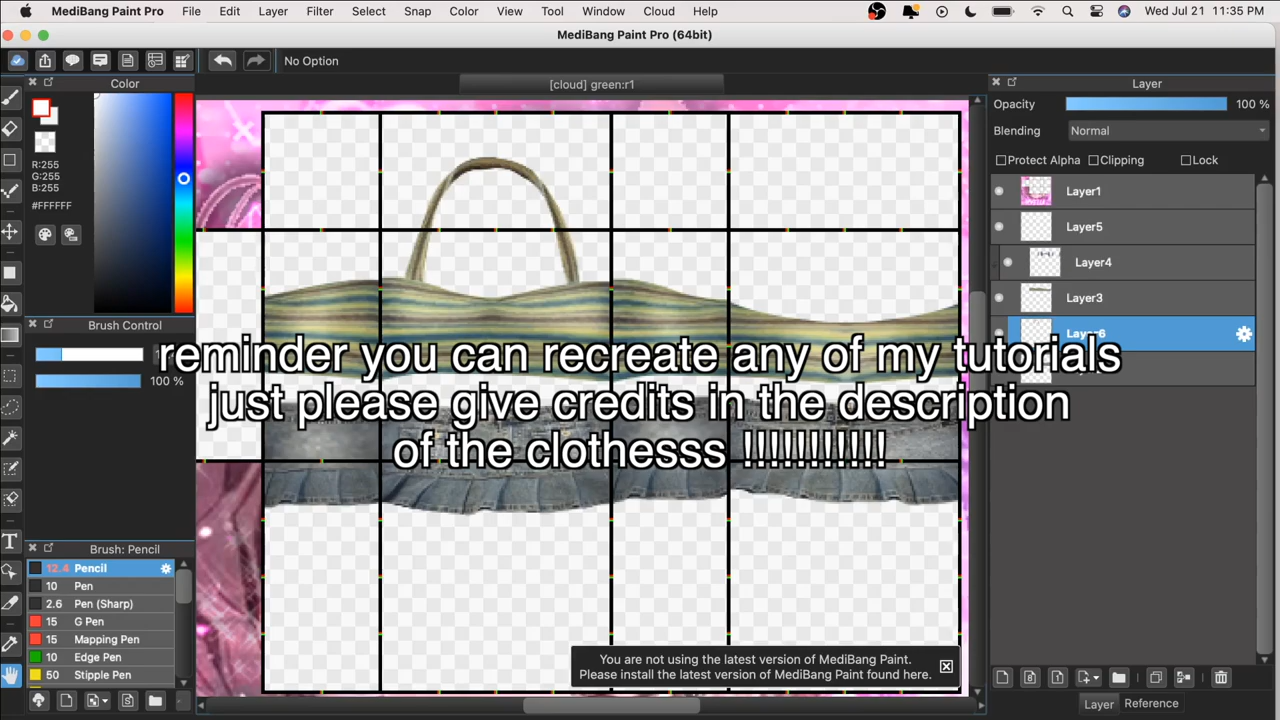 MediBang Paint Pro File Edit Layer Filter Select Snap Color View Tool Window Cloud Help Wed Jul 21 11:35 PM
MediBang Paint Pro (64bit)
No Option
Color
[cloud] green:r1
Layer
R:255
G:255
B:255
#FFFFFF
Opacity 100 %
Blending Normal
Protect Alpha Clipping Lock
Layer1
Layer5
Layer4
Layer3
Brush Control
100 %
reminder you can recreate any of my tutorials
just please give credits in the description
of the clothesss !!!!!!!!!!!
Brush: Pencil
12.4 Pencil
10 Pen
2.6 Pen (Sharp)
15 G Pen
15 Mapping Pen
10 Edge Pen
50 Stipple Pen
You are not using the latest version of MediBang Paint.
Please install the latest version of MediBang Paint found here.
Layer Reference